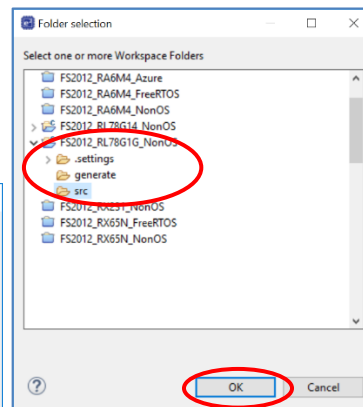 Folder selection
Select one or more Workspace Folders
FS2012_RA6M4_Azure
FS2012_RA6M4_FreeRTOS
FS2012_RA6M4_NonOS
FS2012_RL78G14_NonOS
FS2012_RL78G1G_NonOS
.settings
generate
src
FS2012_RX231_NonOS
FS2012_RX65N_FreeRTOS
FS2012_RX65N_NonOS
OK
Cancel